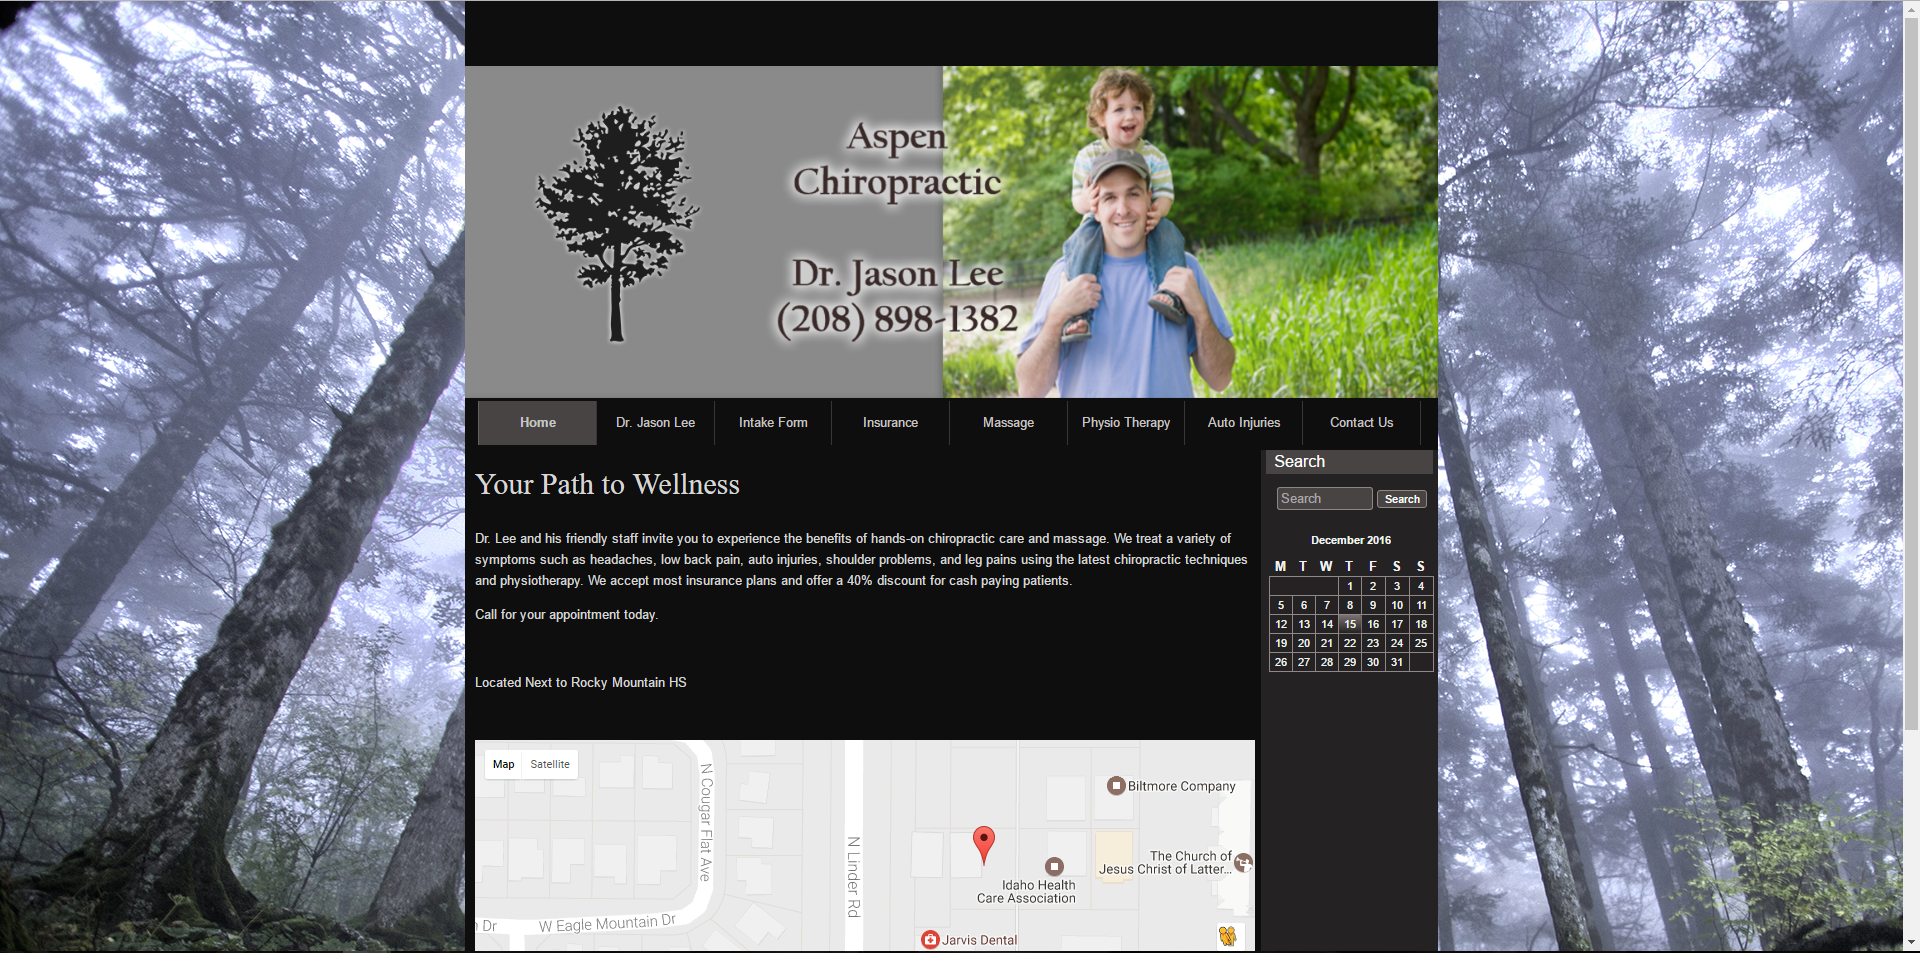 Aspen
Chiropractic
Dr. Jason Lee
(208) 898-1382
Home
Dr. Jason Lee
Intake Form
Insurance
Massage
Physio Therapy
Auto Injuries
Contact Us
Your Path to Wellness
Dr. Lee and his friendly staff invite you to experience the benefits of hands-on chiropractic care and massage. We treat a variety of
symptoms such as headaches, low back pain, auto injuries, shoulder problems, and leg pains using the latest chiropractic techniques
and physiotherapy. We accept most insurance plans and offer a 40% discount for cash paying patients.
Call for your appointment today.
Located Next to Rocky Mountain HS
Search
Search
Search
December 2016
M T W T F S S
1 2 3 4
5 6 7 8 9 10 11
12 13 14 15 16 17 18
19 20 21 22 23 24 25
26 27 28 29 30 31
Map
Satellite
N Cougar Flat Ave
N Linder Rd
Biltmore Company
The Church of
Jesus Christ of Latter...
Idaho Health
Care Association
Dr
W Eagle Mountain Dr
Jarvis Dental